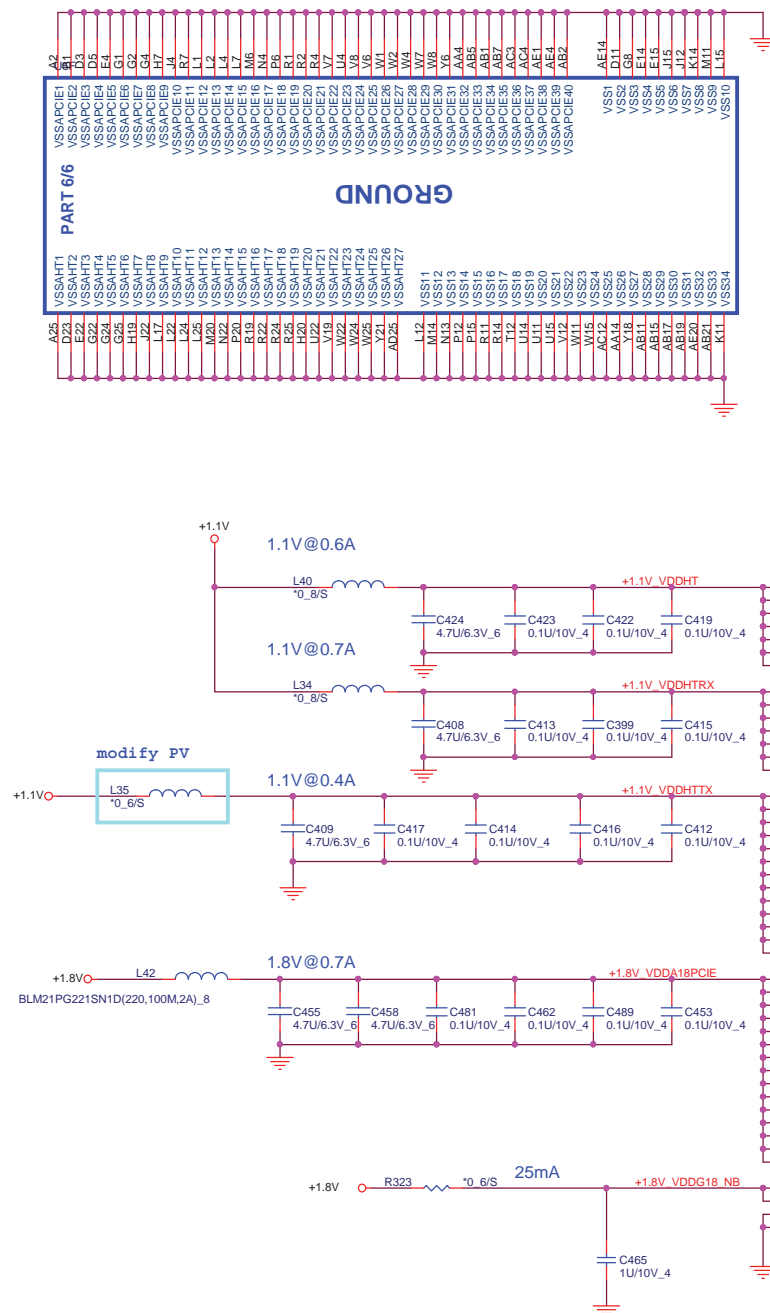 A2 B1 D3 D5 E4 G1 G2 G4 H7 J4 R7 L1 L2 L4 L7 M6 N4 P6 R1 R2 R4 V7 U4 V8 V6 W1 W2 W4 W7 W8 Y6 AA4 AB5 AB1 AB7 AC3 AC4 AE1 AE4 AB2
AE14 D11 G8 E14 E15 J15 J12 K14 M11 L15
VSSAPCIE1 VSSAPCIE2 VSSAPCIE3 VSSAPCIE4 VSSAPCIE5 VSSAPCIE6 VSSAPCIE7 VSSAPCIE8 VSSAPCIE9 VSSAPCIE10 VSSAPCIE11 VSSAPCIE12 VSSAPCIE13 VSSAPCIE14 VSSAPCIE15 VSSAPCIE16 VSSAPCIE17 VSSAPCIE18 VSSAPCIE19 VSSAPCIE20 VSSAPCIE21 VSSAPCIE22 VSSAPCIE23 VSSAPCIE24 VSSAPCIE25 VSSAPCIE26 VSSAPCIE27 VSSAPCIE28 VSSAPCIE29 VSSAPCIE30 VSSAPCIE31 VSSAPCIE32 VSSAPCIE33 VSSAPCIE34 VSSAPCIE35 VSSAPCIE36 VSSAPCIE37 VSSAPCIE38 VSSAPCIE39 VSSAPCIE40
VSS1 VSS2 VSS3 VSS4 VSS5 VSS6 VSS7 VSS8 VSS9 VSS10
PART 6/6
GROUND
VSSAHT1 VSSAHT2 VSSAHT3 VSSAHT4 VSSAHT5 VSSAHT6 VSSAHT7 VSSAHT8 VSSAHT9 VSSAHT10 VSSAHT11 VSSAHT12 VSSAHT13 VSSAHT14 VSSAHT15 VSSAHT16 VSSAHT17 VSSAHT18 VSSAHT19 VSSAHT20 VSSAHT21 VSSAHT22 VSSAHT23 VSSAHT24 VSSAHT25 VSSAHT26 VSSAHT27
VSS11 VSS12 VSS13 VSS14 VSS15 VSS16 VSS17 VSS18 VSS19 VSS20 VSS21 VSS22 VSS23 VSS24 VSS25 VSS26 VSS27 VSS28 VSS29 VSS30 VSS31 VSS32 VSS33 VSS34
A25 D23 E22 G22 G24 G25 H19 J22 L17 L22 L24 L25 M20 N22 P20 R19 R22 R24 R25 H20 U22 V19 W22 W24 W25 Y21 AD25
L12 M14 N13 P12 P15 R11 R14 T12 U14 U11 U15 V12 W11 W15 AC12 AA14 Y18 AB11 AB15 AB17 AB19 AE20 AB21 K11
+1.1V
1.1V@0.6A
L40
*0_8/S
+1.1V_VDDHT
C424
4.7U/6.3V_6
C423
0.1U/10V_4
C422
0.1U/10V_4
C419
0.1U/10V_4
1.1V@0.7A
L34
*0_8/S
+1.1V_VDDHTRX
C408
4.7U/6.3V_6
C413
0.1U/10V_4
C399
0.1U/10V_4
C415
0.1U/10V_4
modify PV
+1.1V
L35
*0_6/S
1.1V@0.4A
+1.1V_VDDHTTX
C409
4.7U/6.3V_6
C417
0.1U/10V_4
C414
0.1U/10V_4
C416
0.1U/10V_4
C412
0.1U/10V_4
+1.8V
L42
BLM21PG221SN1D(220,100M,2A)_8
1.8V@0.7A
+1.8V_VDDA18PCIE
C455
4.7U/6.3V_6
C458
4.7U/6.3V_6
C481
0.1U/10V_4
C462
0.1U/10V_4
C489
0.1U/10V_4
C453
0.1U/10V_4
+1.8V
R323
*0_6/S
25mA
+1.8V_VDDG18_NB
C465
1U/10V_4